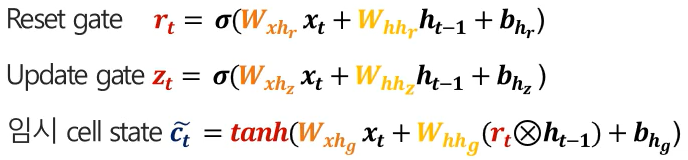 Reset gate r_t = σ(W_{xh_r} x_t + W_{hh_r} h_{t−1} + b_{h_r})
Update gate z_t = σ(W_{xh_z} x_t + W_{hh_z} h_{t−1} + b_{h_z})
임시 cell state c̃_t = tanh(W_{xh_g} x_t + W_{hh_g} (r_t⊗h_{t−1}) + b_{h_g})